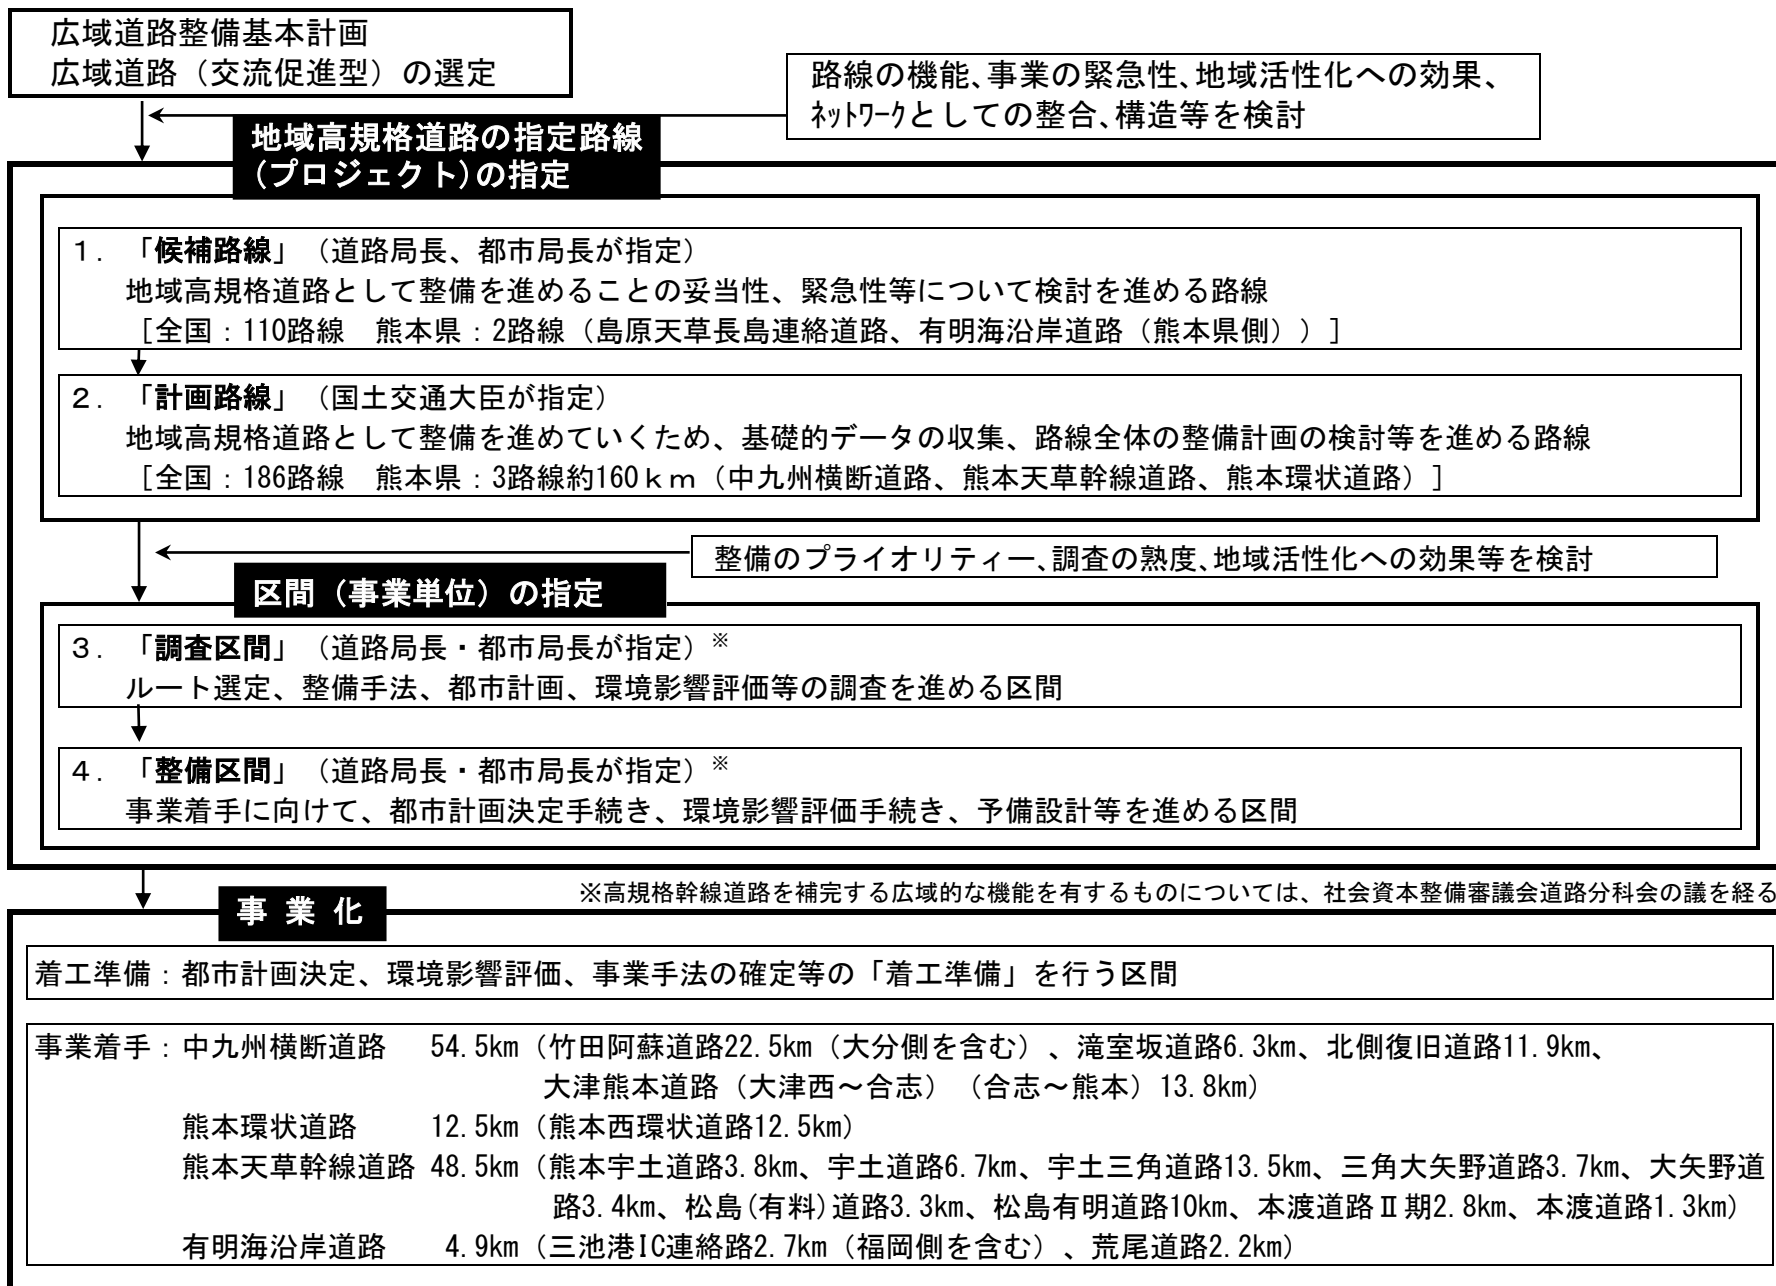 広域道路整備基本計画
広域道路（交流促進型）の選定
路線の機能、事業の緊急性、地域活性化への効果、
ﾈｯﾄﾜｰｸとしての整合、構造等を検討
地域高規格道路の指定路線
(プロジェクト)の指定
１．「候補路線」（道路局長、都市局長が指定）
地域高規格道路として整備を進めることの妥当性、緊急性等について検討を進める路線
［全国：110路線　熊本県：2路線（島原天草長島連絡道路、有明海沿岸道路（熊本県側））］
２．「計画路線」（国土交通大臣が指定）
地域高規格道路として整備を進めていくため、基礎的データの収集、路線全体の整備計画の検討等を進める路線
［全国：186路線　熊本県：3路線約160ｋｍ（中九州横断道路、熊本天草幹線道路、熊本環状道路）］
整備のプライオリティー、調査の熟度、地域活性化への効果等を検討
区間（事業単位）の指定
３．「調査区間」（道路局長・都市局長が指定）※
ルート選定、整備手法、都市計画、環境影響評価等の調査を進める区間
４．「整備区間」（道路局長・都市局長が指定）※
事業着手に向けて、都市計画決定手続き、環境影響評価手続き、予備設計等を進める区間
※高規格幹線道路を補完する広域的な機能を有するものについては、社会資本整備審議会道路分科会の議を経る
事 業 化
着工準備：都市計画決定、環境影響評価、事業手法の確定等の「着工準備」を行う区間
事業着手：中九州横断道路　54.5km（竹田阿蘇道路22.5km（大分側を含む）、滝室坂道路6.3km、北側復旧道路11.9km、
大津熊本道路（大津西～合志）（合志～熊本）13.8km）
熊本環状道路　12.5km（熊本西環状道路12.5km）
熊本天草幹線道路 48.5km（熊本宇土道路3.8km、宇土道路6.7km、宇土三角道路13.5km、三角大矢野道路3.7km、大矢野道
路3.4km、松島(有料)道路3.3km、松島有明道路10km、本渡道路Ⅱ期2.8km、本渡道路1.3km）
有明海沿岸道路　4.9km（三池港IC連絡路2.7km（福岡側を含む）、荒尾道路2.2km）